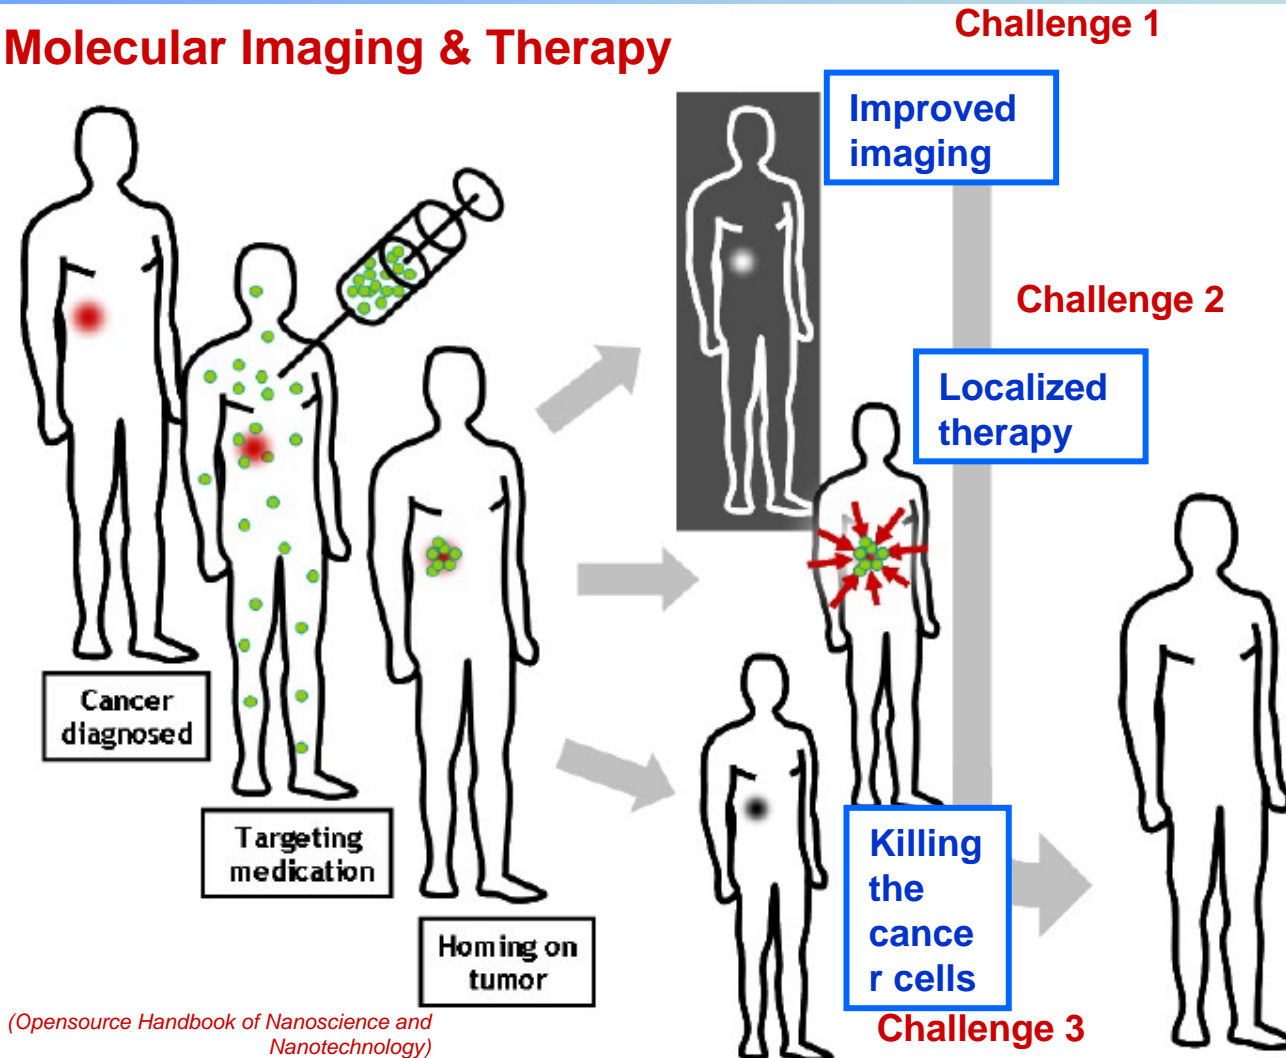 Challenge 1
Molecular Imaging & Therapy
Improved
imaging
Challenge 2
Localized
therapy
Cancer
diagnosed
Targeting
medication
Homing on
tumor
Killing
the
cance
r cells
Challenge 3
(Opensource Handbook of Nanoscience and
Nanotechnology)